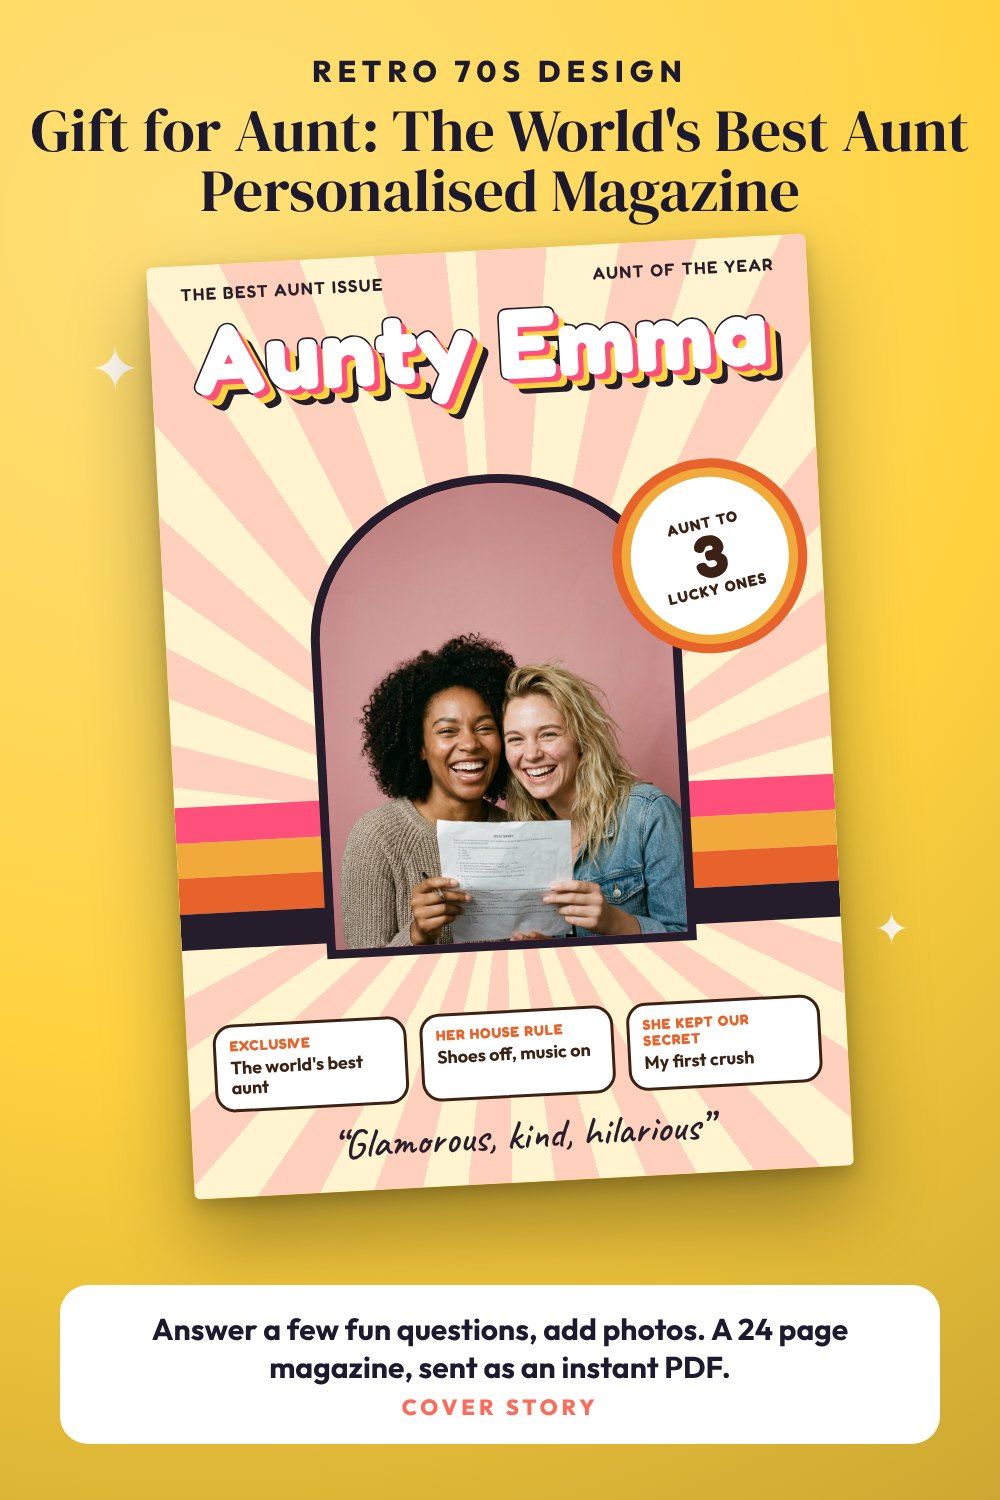 RETRO 70S DESIGN
Gift for Aunt: The World's Best Aunt
Personalised Magazine
THE BEST AUNT ISSUE
AUNT OF THE YEAR
Aunty Emma
AUNT TO
3
LUCKY ONES
EXCLUSIVE
The world's best
aunt
HER HOUSE RULE
Shoes off, music on
SHE KEPT OUR
SECRET
My first crush
“Glamorous, kind, hilarious”
Answer a few fun questions, add photos. A 24 page
magazine, sent as an instant PDF.
COVER STORY